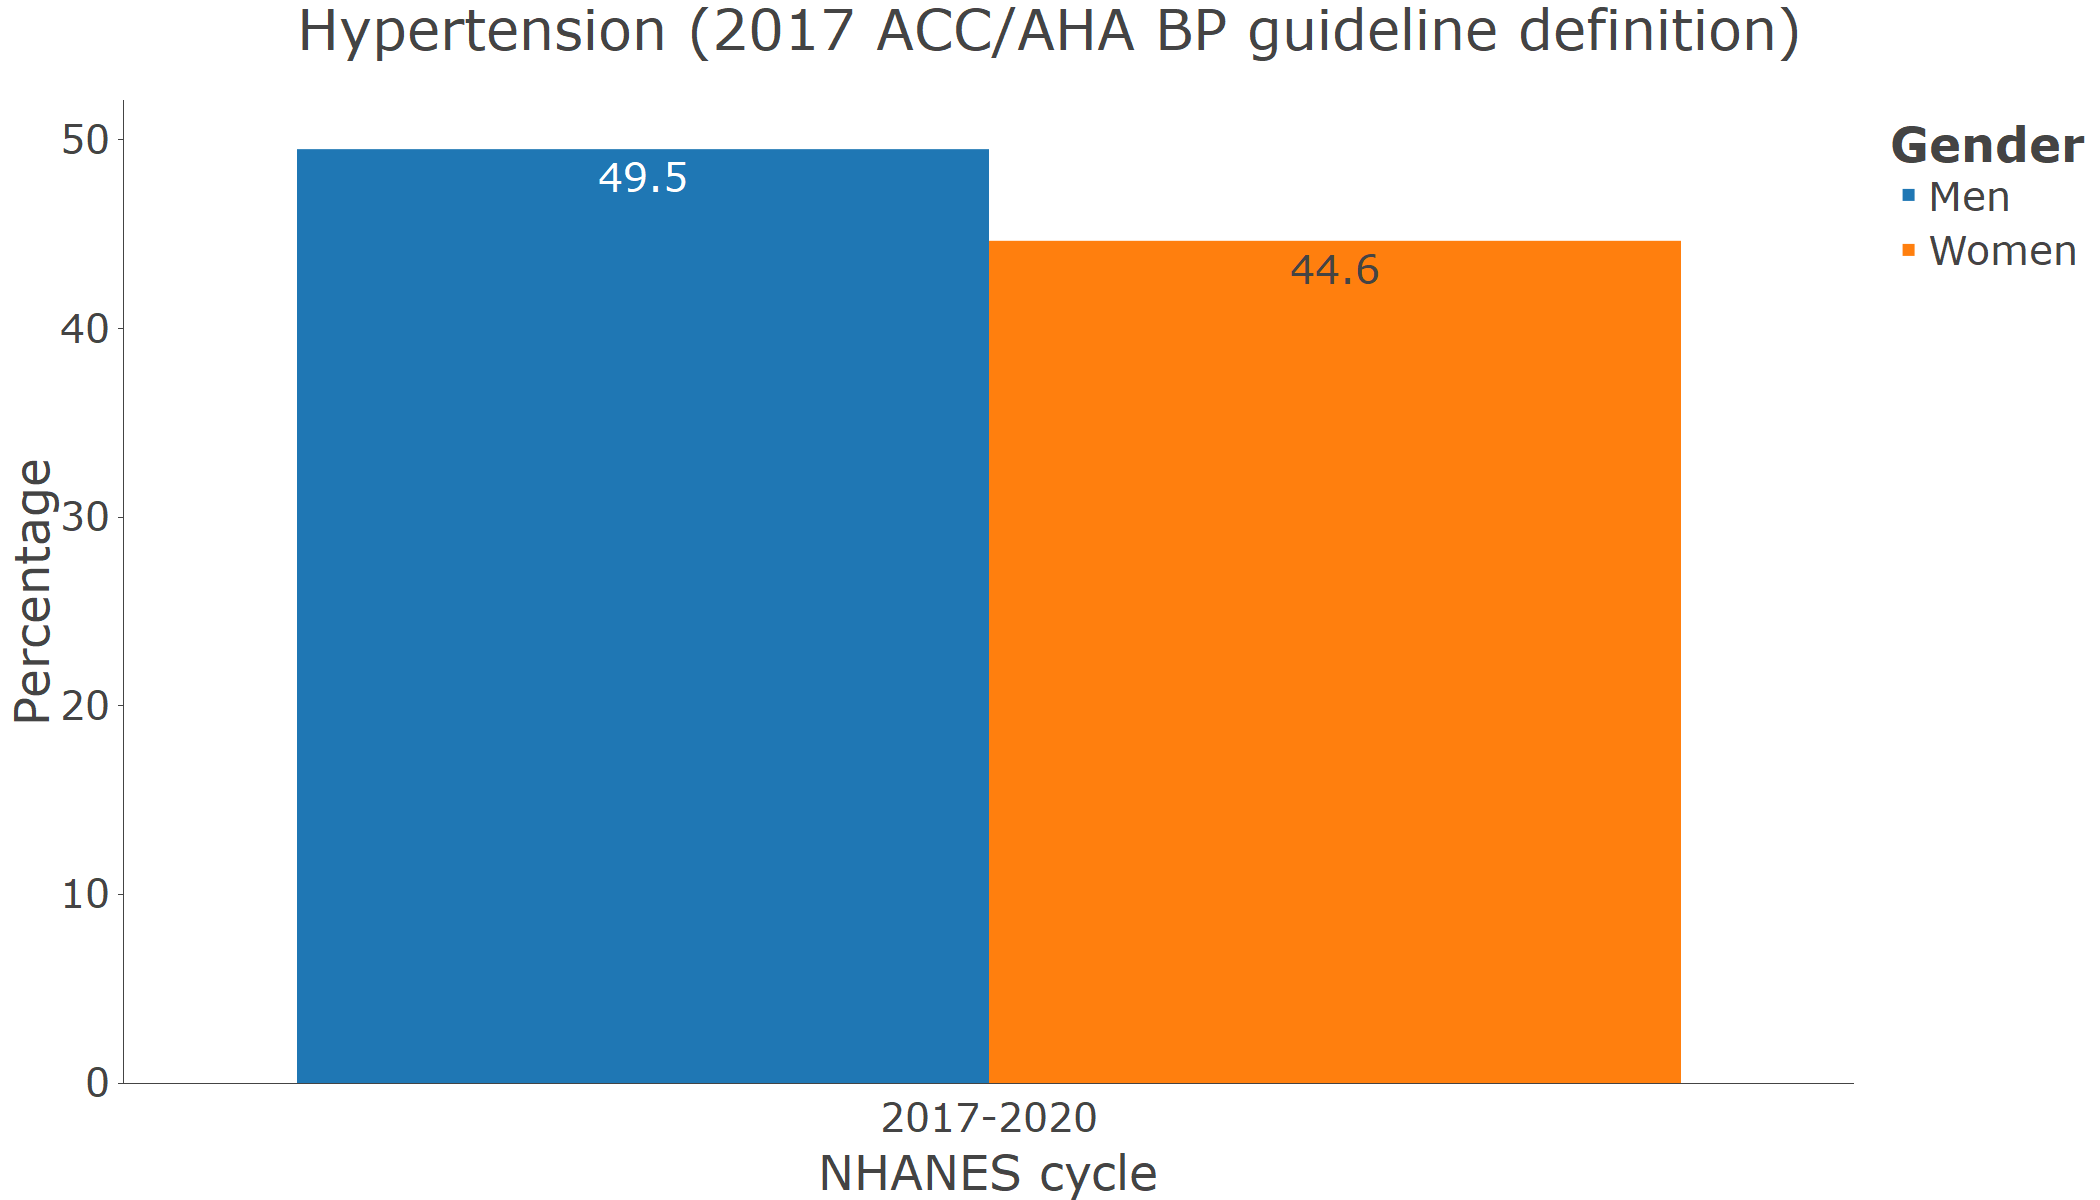 Hypertension (2017 ACC/AHA BP guideline definition)
50
40
30
20
10
0
Percentage
49.5
44.6
2017-2020
NHANES cycle
Gender
Men
Women